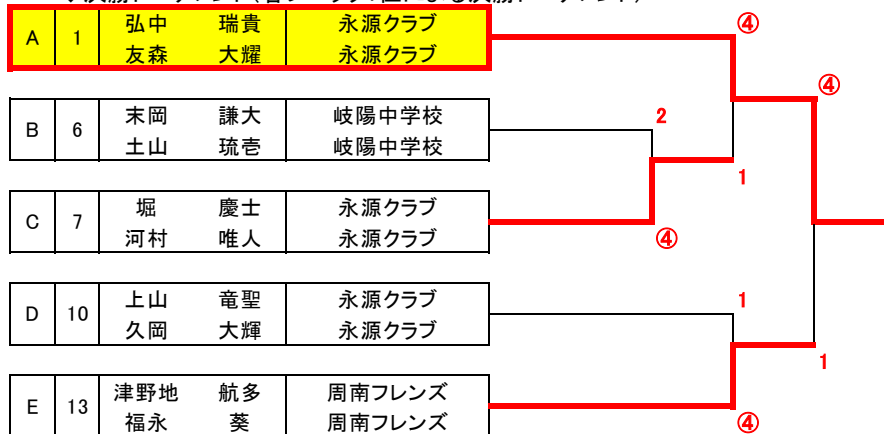 A 1 弘中 瑞貴 永源クラブ
友森 大耀 永源クラブ
④
④
B 6 末岡 謙大 岐陽中学校
土山 琉壱 岐陽中学校
2
1
C 7 堀 慶士 永源クラブ
河村 唯人 永源クラブ
④
D 10 上山 竜聖 永源クラブ
久岡 大輝 永源クラブ
1
1
E 13 津野地 航多 周南フレンズ
福永 葵 周南フレンズ
④